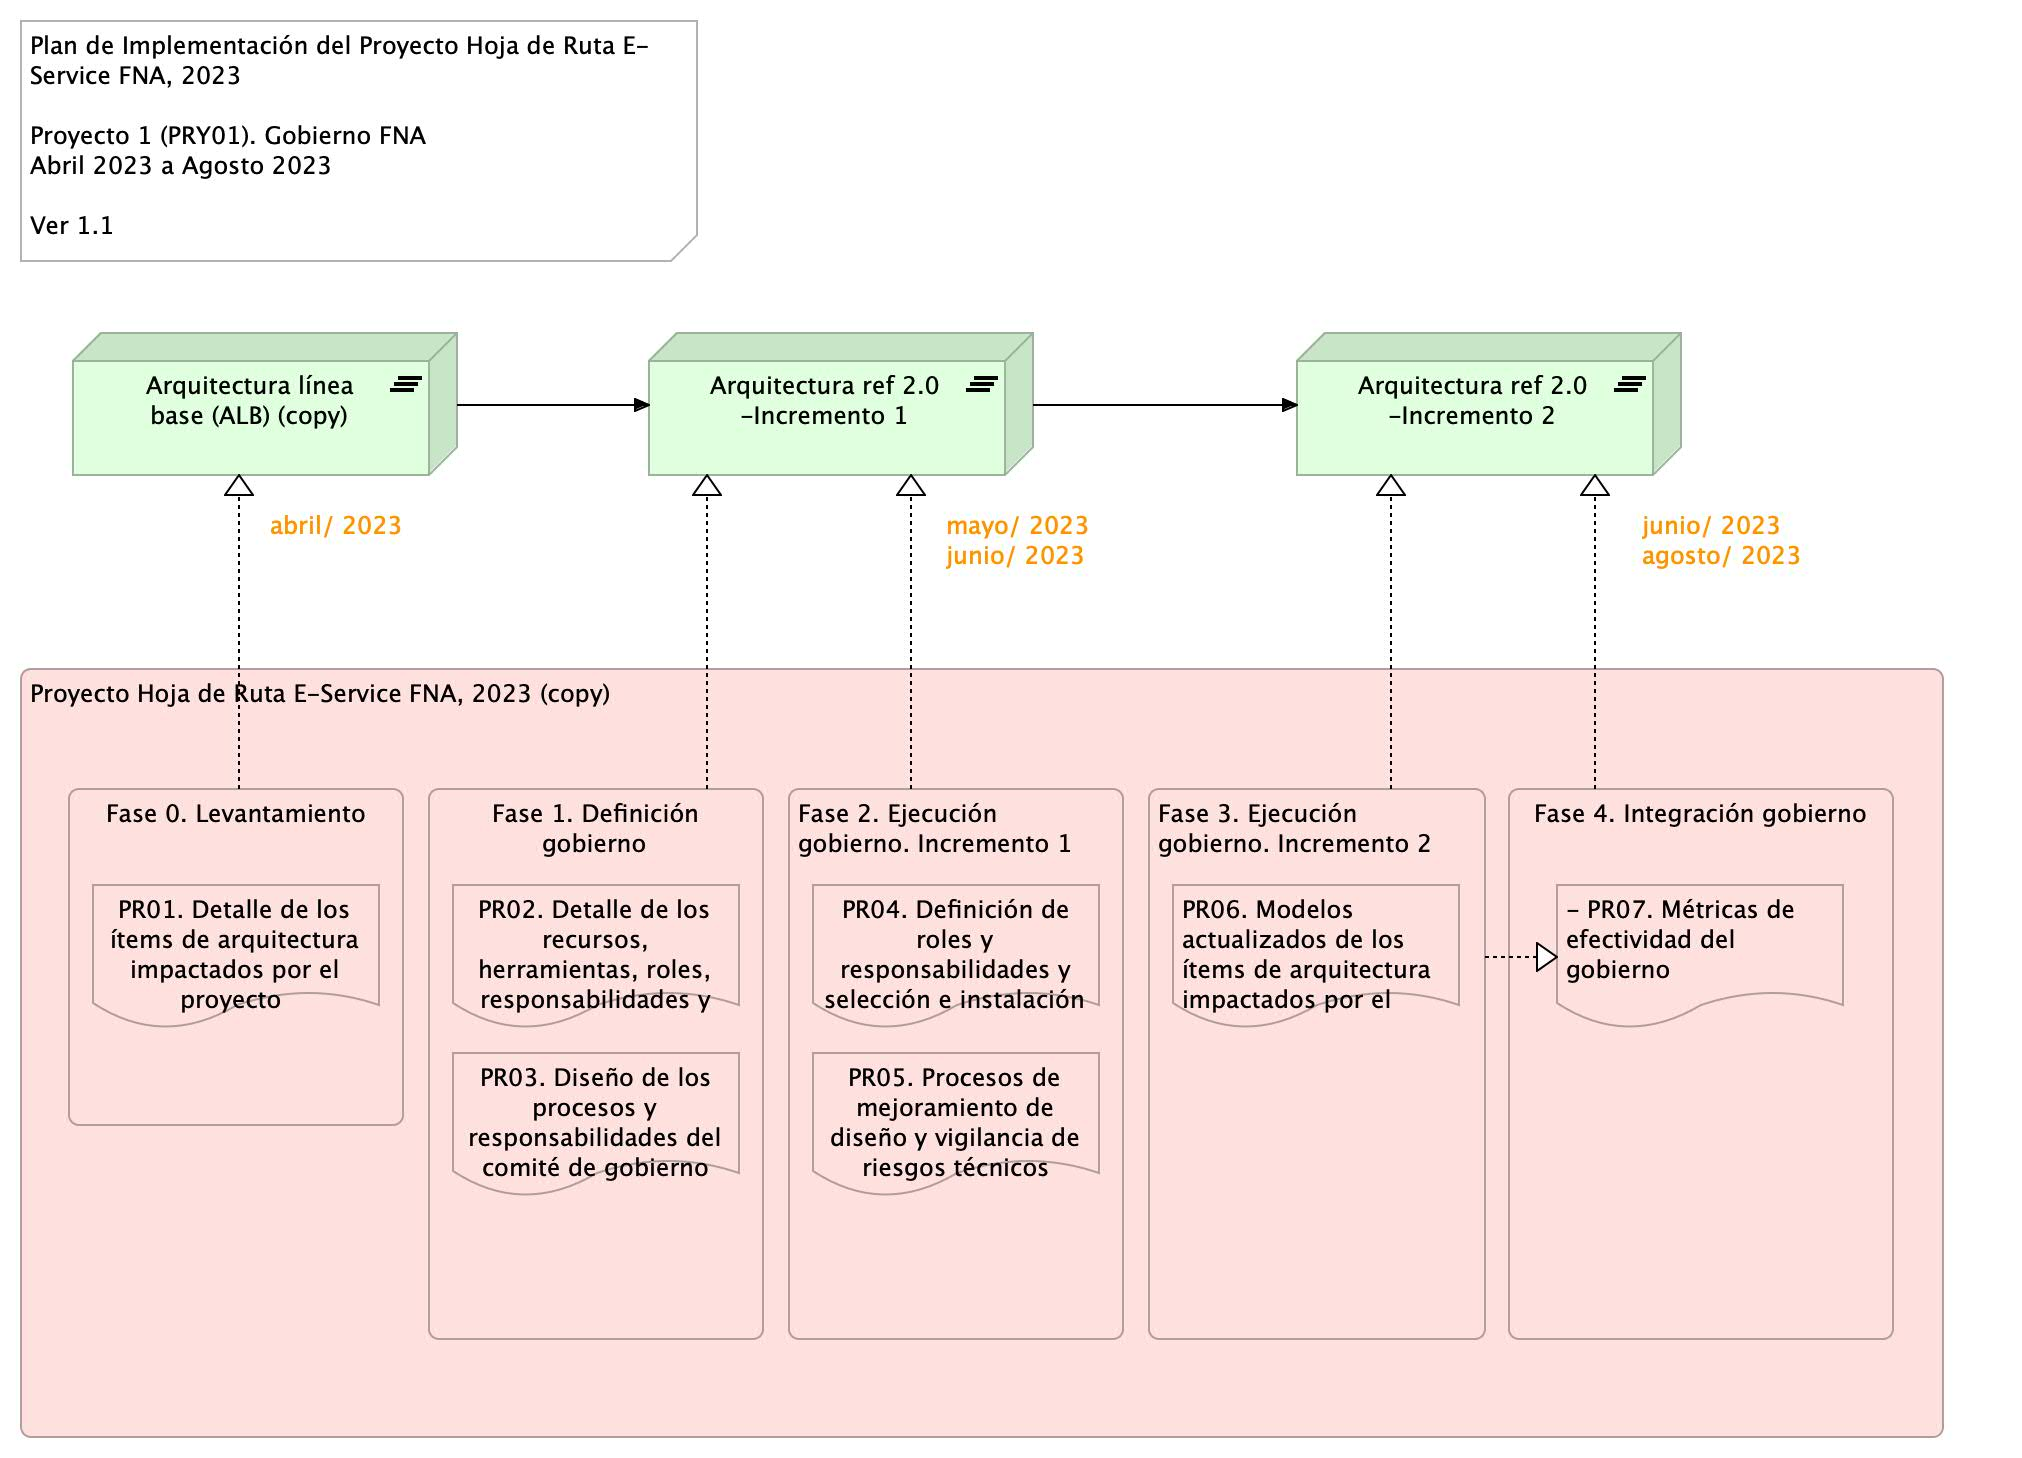 Plan de Implementación del Proyecto Hoja de Ruta E-
Service FNA, 2023
Proyecto 1 (PRY01). Gobierno FNA
Abril 2023 a Agosto 2023
Ver 1.1
Arquitectura línea
base (ALB) (copy)
Arquitectura ref 2.0
-Incremento 1
Arquitectura ref 2.0
-Incremento 2
abril/ 2023
mayo/ 2023
junio/ 2023
junio/ 2023
agosto/ 2023
Proyecto Hoja de Ruta E-Service FNA, 2023 (copy)
Fase 0. Levantamiento
PR01. Detalle de los
ítems de arquitectura
impactados por el
proyecto
Fase 1. Definición
gobierno
PR02. Detalle de los
recursos,
herramientas, roles,
responsabilidades y
PR03. Diseño de los
procesos y
responsabilidades del
comité de gobierno
Fase 2. Ejecución
gobierno. Incremento 1
PR04. Definición de
roles y
responsabilidades y
selección e instalación
PR05. Procesos de
mejoramiento de
diseño y vigilancia de
riesgos técnicos
Fase 3. Ejecución
gobierno. Incremento 2
PR06. Modelos
actualizados de los
ítems de arquitectura
impactados por el
Fase 4. Integración gobierno
- PR07. Métricas de
efectividad del
gobierno